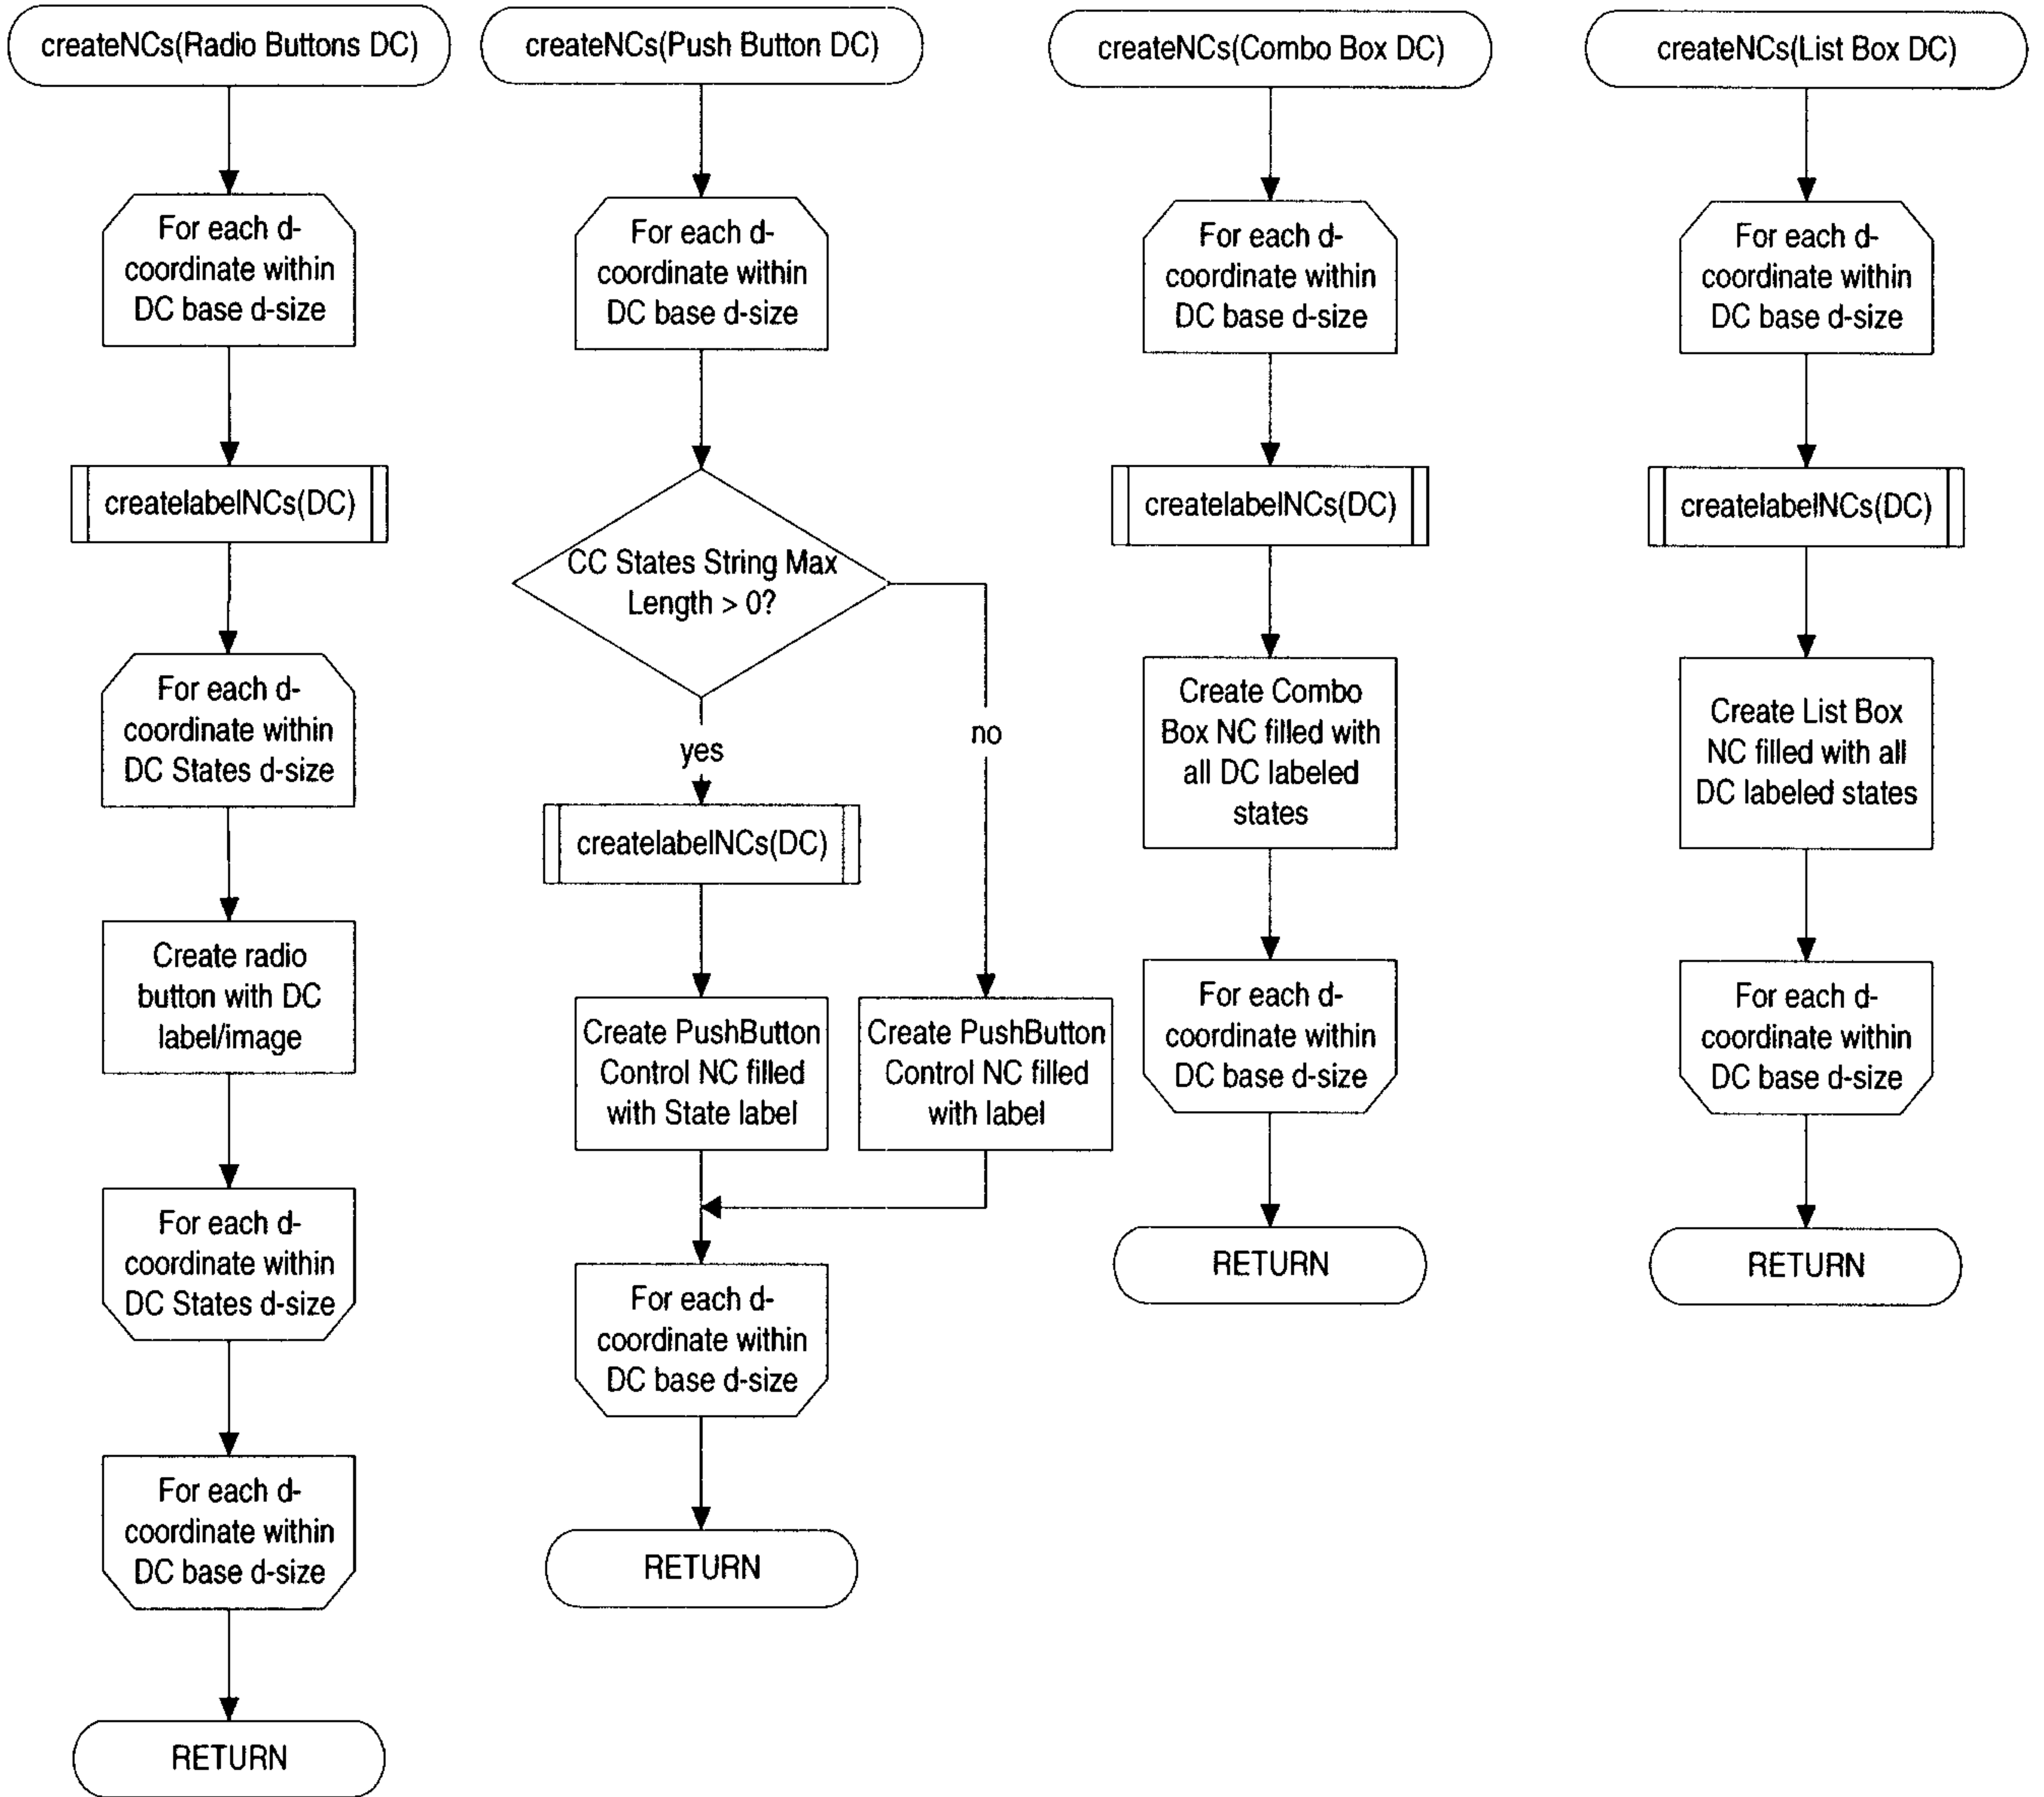 createNCs(Radio Buttons DC)
For each d-
coordinate within
DC base d-size
createlabelNCs(DC)
For each d-
coordinate within
DC States d-size
Create radio
button with DC
label/image
For each d-
coordinate within
DC States d-size
For each d-
coordinate within
DC base d-size
RETURN
createNCs(Push Button DC)
For each d-
coordinate within
DC base d-size
CC States String Max
Length > 0?
yes
no
createlabelNCs(DC)
Create PushButton
Control NC filled
with State label
Create PushButton
Control NC filled
with label
For each d-
coordinate within
DC base d-size
RETURN
createNCs(Combo Box DC)
For each d-
coordinate within
DC base d-size
createlabelNCs(DC)
Create Combo
Box NC filled with
all DC labeled
states
For each d-
coordinate within
DC base d-size
RETURN
createNCs(List Box DC)
For each d-
coordinate within
DC base d-size
createlabelNCs(DC)
Create List Box
NC filled with all
DC labeled states
For each d-
coordinate within
DC base d-size
RETURN